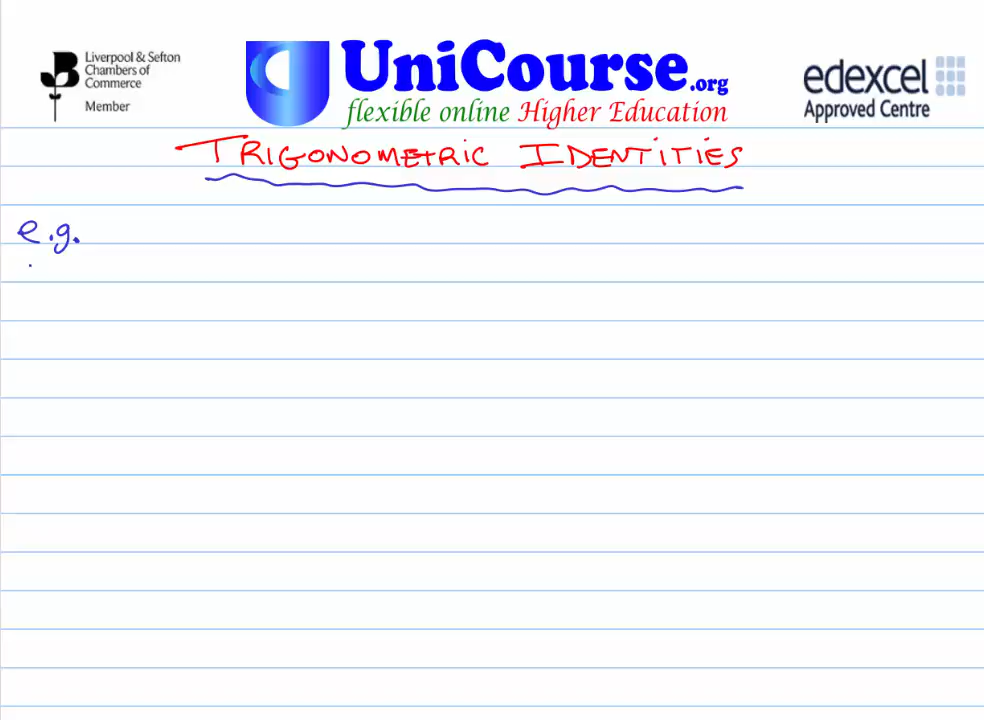 Liverpool & Sefton
Chambers of
Commerce
Member
UniCourse.org
flexible online Higher Education
edexcel
Approved Centre
TRIGONOMETRIC IDENTITIES
e.g.